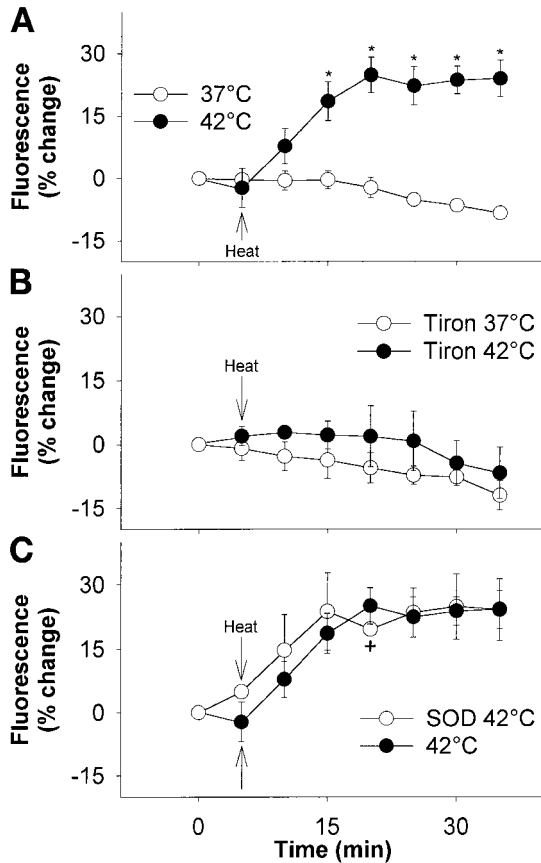 A
Fluorescence
(% change)
30
15
0
-15
37°C
42°C
* * * * *
Heat
B
Fluorescence
(% change)
30
15
0
-15
Tiron 37°C
Tiron 42°C
Heat
C
Fluorescence
(% change)
30
15
0
-15
Heat
+
SOD 42°C
42°C
0 15 30
Time (min)